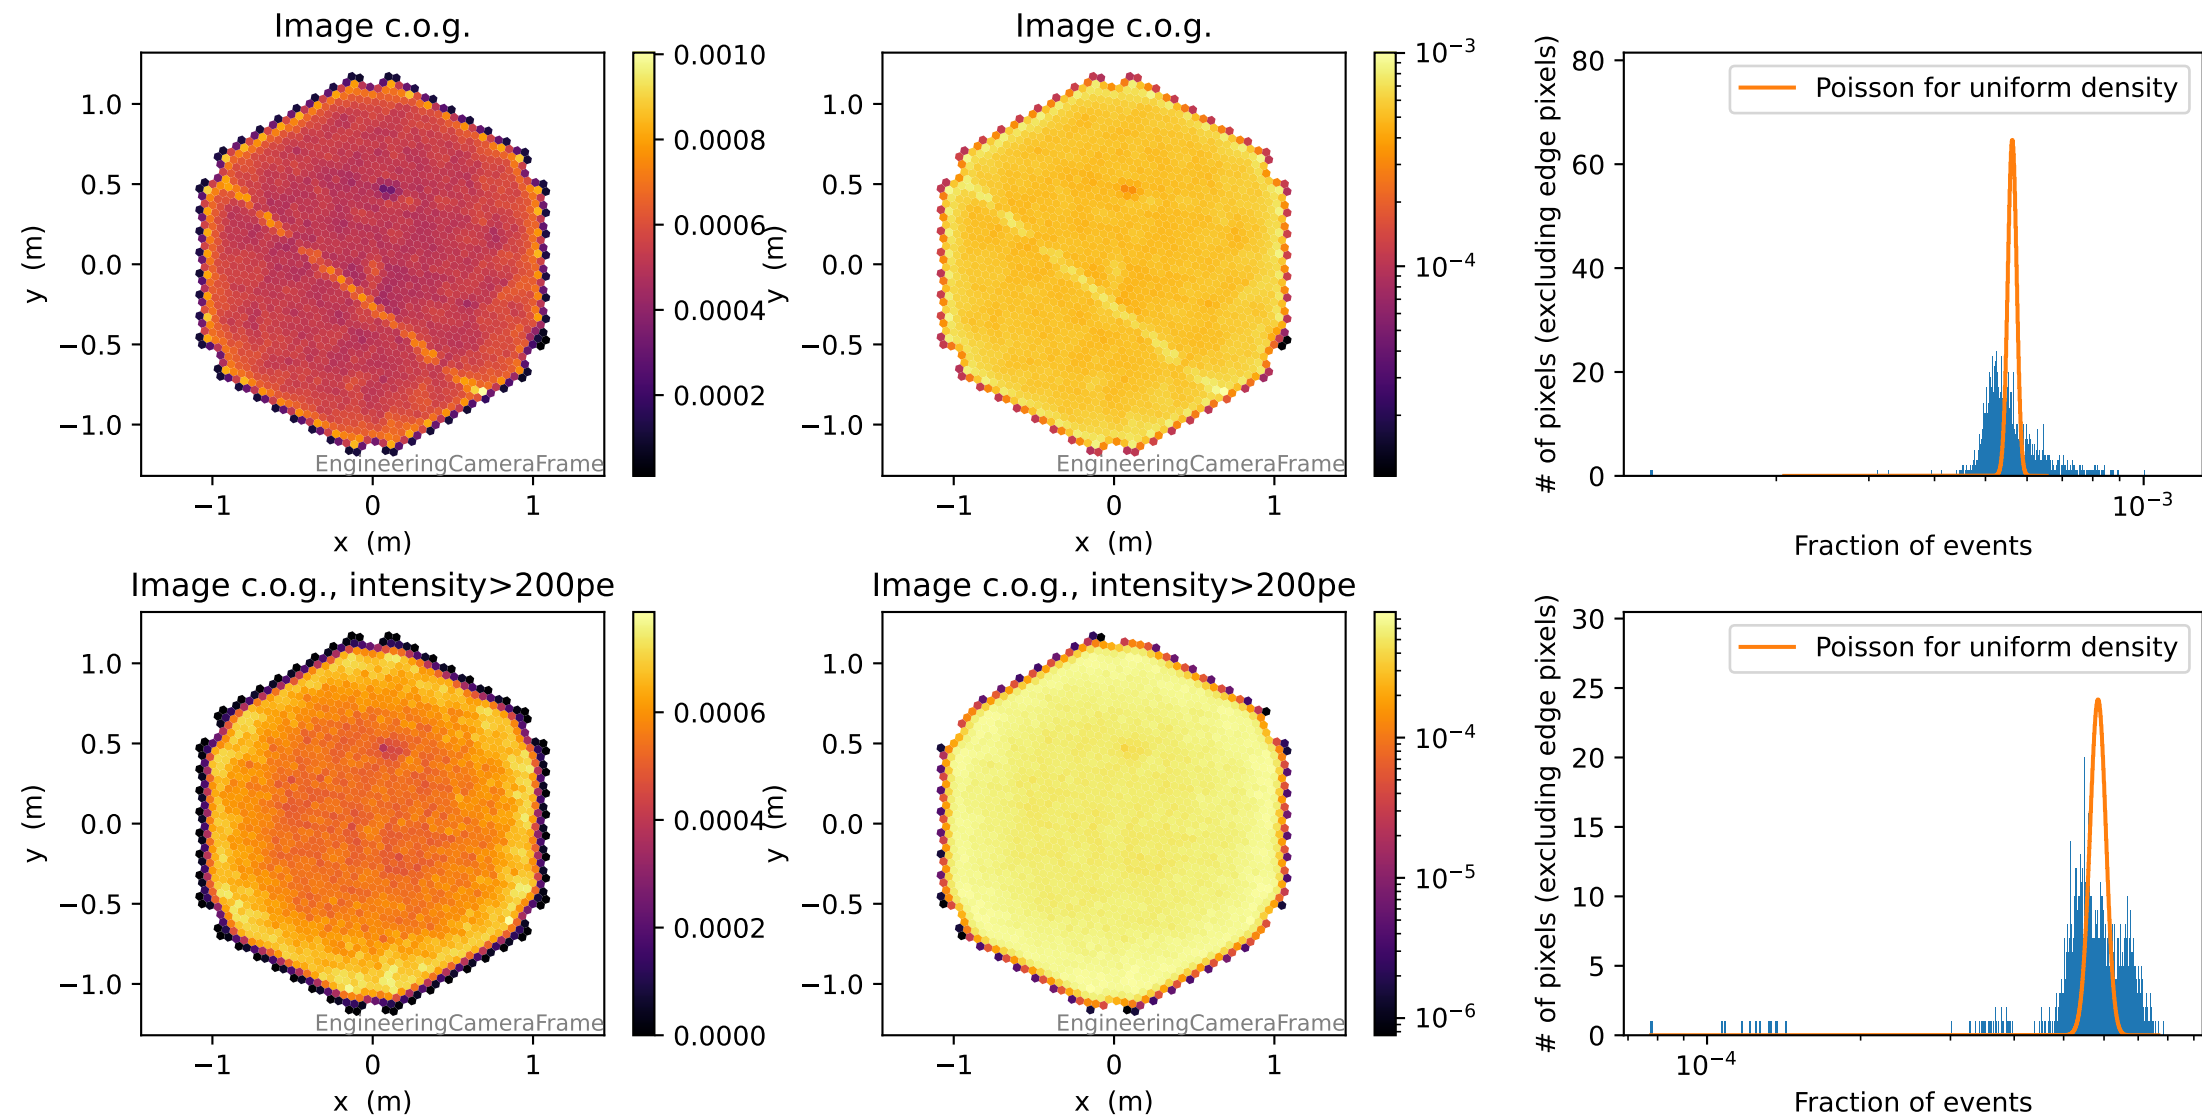 Image c.o.g.
y (m)
1.0
0.5
0.0
−0.5
−1.0
EngineeringCameraFrame
−1
0
1
x (m)
0.0010
0.0008
0.0006
0.0004
0.0002
Image c.o.g.
y (m)
1.0
0.5
0.0
−0.5
−1.0
EngineeringCameraFrame
−1
0
1
x (m)
10⁻³
10⁻⁴
# of pixels (excluding edge pixels)
80
60
40
20
0
Poisson for uniform density
10⁻³
Fraction of events
Image c.o.g., intensity>200pe
y (m)
1.0
0.5
0.0
−0.5
−1.0
EngineeringCameraFrame
−1
0
1
x (m)
0.0006
0.0004
0.0002
0.0000
Image c.o.g., intensity>200pe
y (m)
1.0
0.5
0.0
−0.5
−1.0
EngineeringCameraFrame
−1
0
1
x (m)
10⁻⁴
10⁻⁵
10⁻⁶
# of pixels (excluding edge pixels)
30
25
20
15
10
5
0
Poisson for uniform density
10⁻⁴
Fraction of events